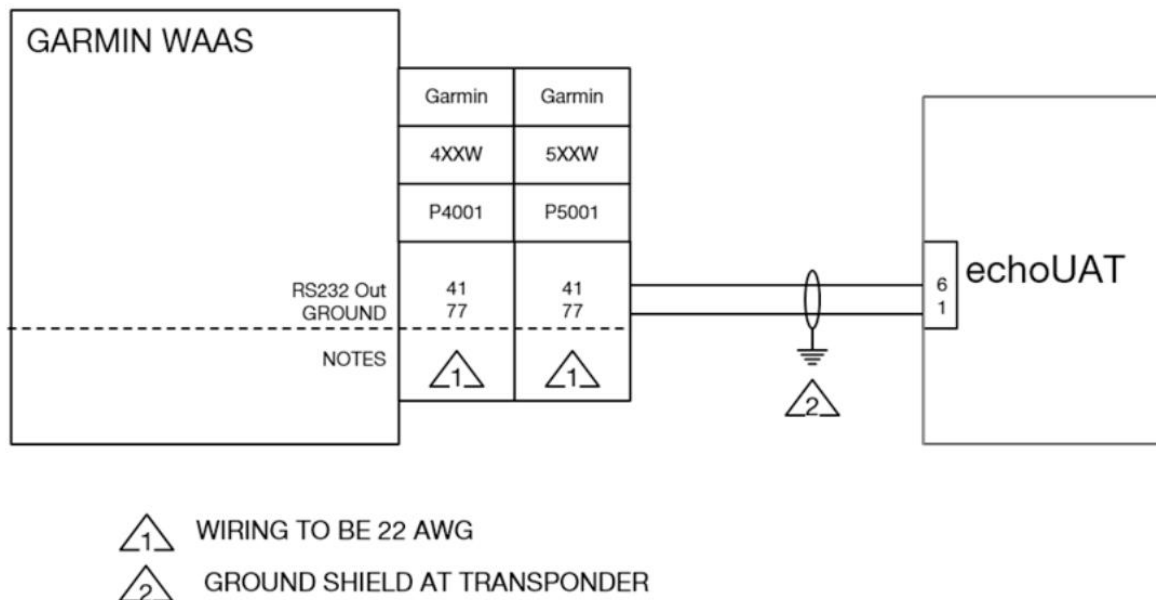 GARMIN WAAS
Garmin Garmin
4XXW 5XXW
P4001 P5001
RS232 Out 41 41 6
GROUND 77 77 1
echoUAT
NOTES 1 1
2
1 WIRING TO BE 22 AWG
2 GROUND SHIELD AT TRANSPONDER